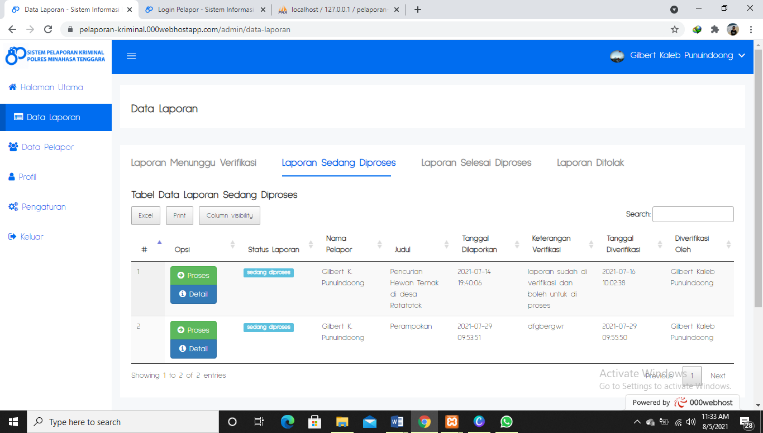 Data Laporan - Sistem Informas
Login Pelapor - Sistem Informas
localhost / 127.0.0.1 / pelaporan
pelaporan-kriminal.000webhostapp.com/admin/data-laporan
SISTEM PELAPORAN KRIMINAL
POLRES MINAHASA TENGGARA
Gilbert Kaleb Punuindoong
Halaman Utama
Data Laporan
Data Pelapor
Profil
Pengaturan
Keluar
Data Laporan
Laporan Menunggu Verifikasi Laporan Sedang Diproses Laporan Selesai Diproses Laporan Ditolak
Tabel Data Laporan Sedang Diproses
Excel Print Column visibility Search:
# Opsi Status Laporan Nama Pelapor Judul Tanggal Dilaporkan Keterangan Verifikasi Tanggal Diverifikasi Diverifikasi Oleh
1 Proses Detail sedang diproses Gilbert K. Punuindoong Pencurian Hewan Ternak di desa Ratatotok 2021-07-14 19:40:06 laporan sudah di verifikasi dan boleh untuk di proses 2021-07-16 10:02:38 Gilbert Kaleb Punuindoong
2 Proses Detail sedang diproses Gilbert K. Punuindoong Perampokan 2021-07-29 09:53:51 dfgbergwr 2021-07-29 09:55:50 Gilbert Kaleb Punuindoong
Showing 1 to 2 of 2 entries
Previous 1 Next
Activate Windows
Go to Settings to activate Windows.
Powered by 000webhost
Type here to search
11:33 AM
8/5/2021
28